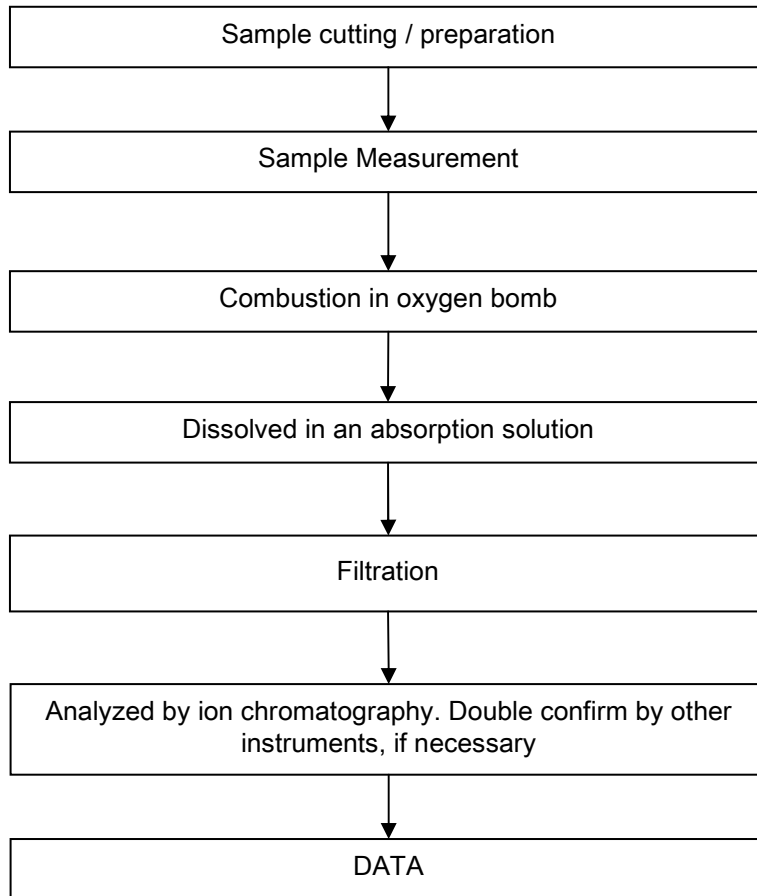 Sample cutting / preparation
Sample Measurement
Combustion in oxygen bomb
Dissolved in an absorption solution
Filtration
Analyzed by ion chromatography. Double confirm by other
instruments, if necessary
DATA